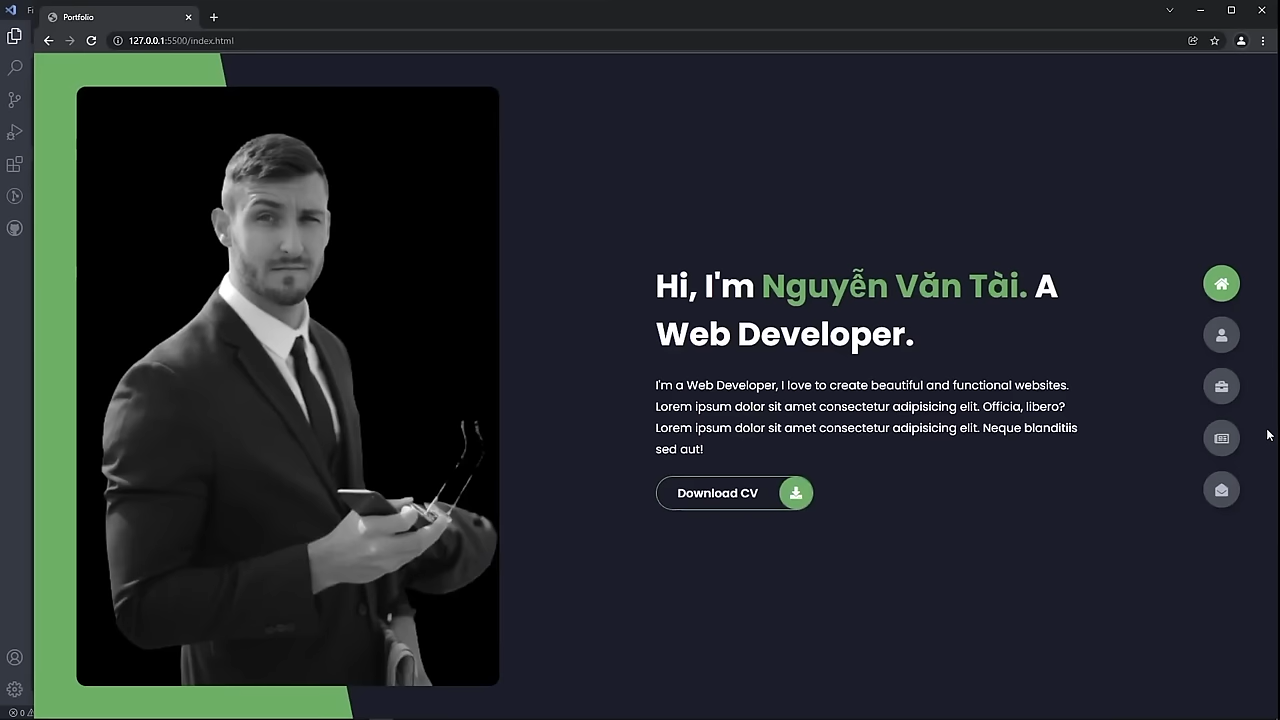 Fi
Portfolio
127.0.0.1:5500/index.html
Hi, I'm Nguyễn Văn Tài. A
Web Developer.
I'm a Web Developer, I love to create beautiful and functional websites.
Lorem ipsum dolor sit amet consectetur adipisicing elit. Officia, libero?
Lorem ipsum dolor sit amet consectetur adipisicing elit. Neque blanditiis
sed aut!
Download CV
0